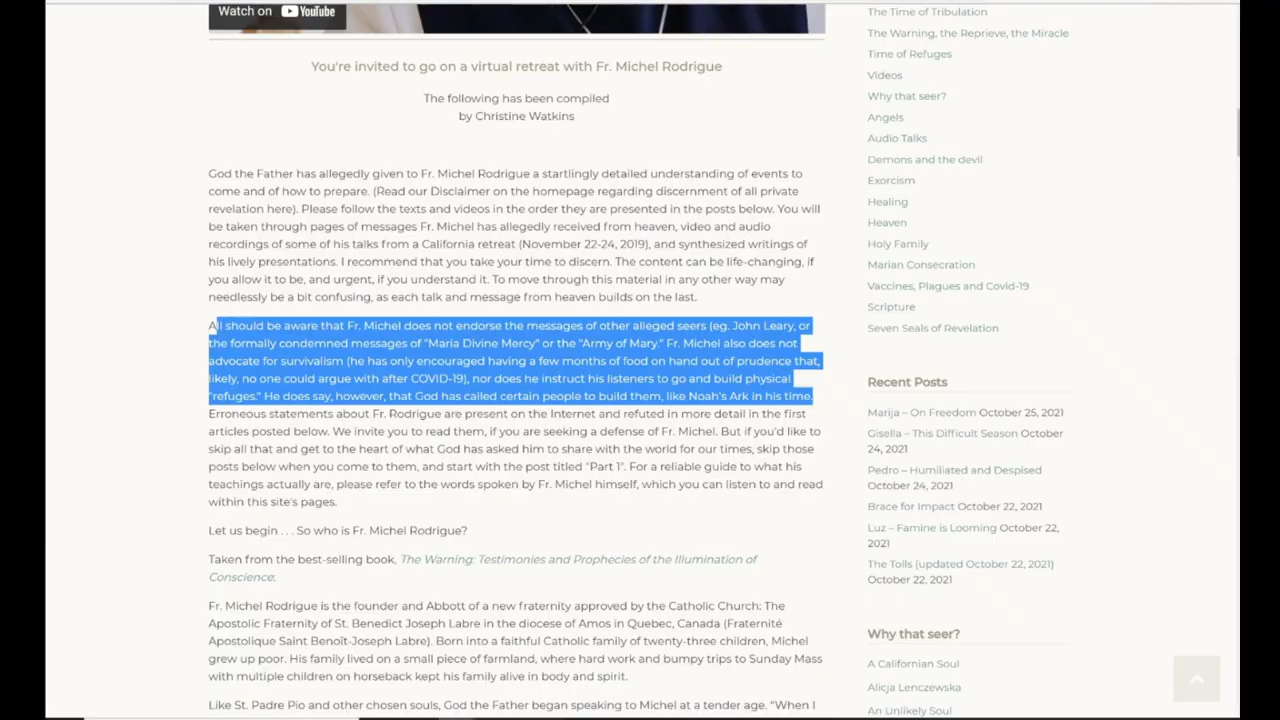 Watch on YouTube
You're invited to go on a virtual retreat with Fr. Michel Rodrigue
The following has been compiled
by Christine Watkins
God the Father has allegedly given to Fr. Michel Rodrigue a startlingly detailed understanding of events to
come and of how to prepare. (Read our Disclaimer on the homepage regarding discernment of all private
revelation here). Please follow the texts and videos in the order they are presented in the posts below. You will
be taken through pages of messages Fr. Michel has allegedly received from heaven, video and audio
recordings of some of his talks from a California retreat (November 22-24, 2019), and synthesized writings of
his lively presentations. I recommend that you take your time to discern. The content can be life-changing, if
you allow it to be, and urgent, if you understand it. To move through this material in any other way may
needlessly be a bit confusing, as each talk and message from heaven builds on the last.
All should be aware that Fr. Michel does not endorse the messages of other alleged seers (eg. John Leary, or
the formally condemned messages of "Maria Divine Mercy" or the "Army of Mary." Fr. Michel also does not
advocate for survivalism (he has only encouraged having a few months of food on hand out of prudence that,
likely, no one could argue with after COVID-19), nor does he instruct his listeners to go and build physical
"refuges." He does say, however, that God has called certain people to build them, like Noah's Ark in his time.
Erroneous statements about Fr. Rodrigue are present on the Internet and refuted in more detail in the first
articles posted below. We invite you to read them, if you are seeking a defense of Fr. Michel. But if you'd like to
skip all that and get to the heart of what God has asked him to share with the world for our times, skip those
posts below when you come to them, and start with the post titled "Part 1". For a reliable guide to what his
teachings actually are, please refer to the words spoken by Fr. Michel himself, which you can listen to and read
within this site's pages.
Let us begin . . . So who is Fr. Michel Rodrigue?
Taken from the best-selling book, The Warning: Testimonies and Prophecies of the Illumination of
Conscience:
Fr. Michel Rodrigue is the founder and Abbott of a new fraternity approved by the Catholic Church: The
Apostolic Fraternity of St. Benedict Joseph Labre in the diocese of Amos in Quebec, Canada (Fraternité
Apostolique Saint Benoît-Joseph Labre). Born into a faithful Catholic family of twenty-three children, Michel
grew up poor. His family lived on a small piece of farmland, where hard work and bumpy trips to Sunday Mass
with multiple children on horseback kept his family alive in body and spirit.
Like St. Padre Pio and other chosen souls, God the Father began speaking to Michel at a tender age. "When I
The Time of Tribulation
The Warning, the Reprieve, the Miracle
Time of Refuges
Videos
Why that seer?
Angels
Audio Talks
Demons and the devil
Exorcism
Healing
Heaven
Holy Family
Marian Consecration
Vaccines, Plagues and Covid-19
Scripture
Seven Seals of Revelation
Recent Posts
Marija – On Freedom October 25, 2021
Gisella – This Difficult Season October
24, 2021
Pedro – Humiliated and Despised
October 24, 2021
Brace for Impact October 22, 2021
Luz – Famine is Looming October 22,
2021
The Tolls (updated October 22, 2021)
October 22, 2021
Why that seer?
A Californian Soul
Alicja Lenczewska
An Unlikely Soul